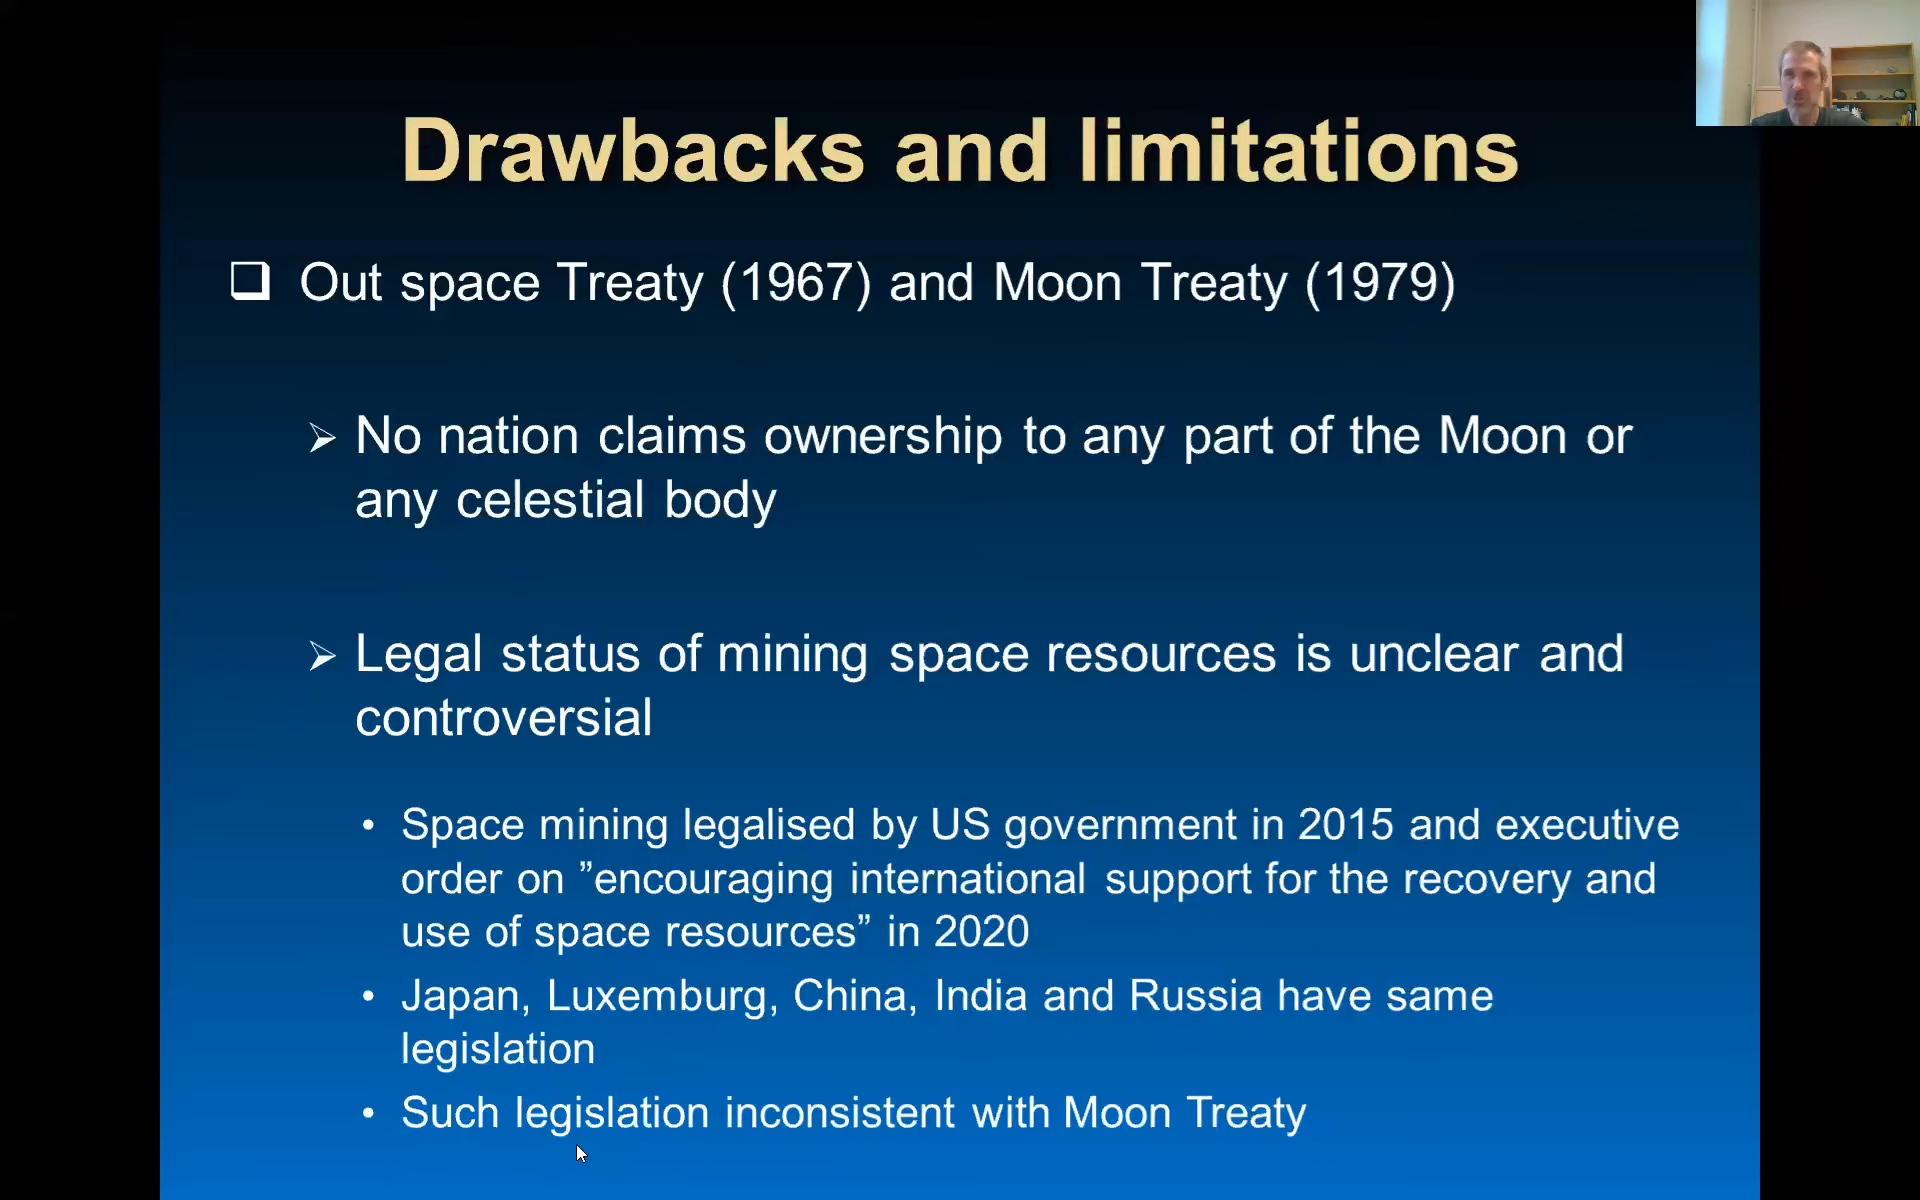 Drawbacks and limitations
Out space Treaty (1967) and Moon Treaty (1979)
No nation claims ownership to any part of the Moon or
any celestial body
Legal status of mining space resources is unclear and
controversial
Space mining legalised by US government in 2015 and executive
order on ”encouraging international support for the recovery and
use of space resources” in 2020
Japan, Luxemburg, China, India and Russia have same
legislation
Such legislation inconsistent with Moon Treaty